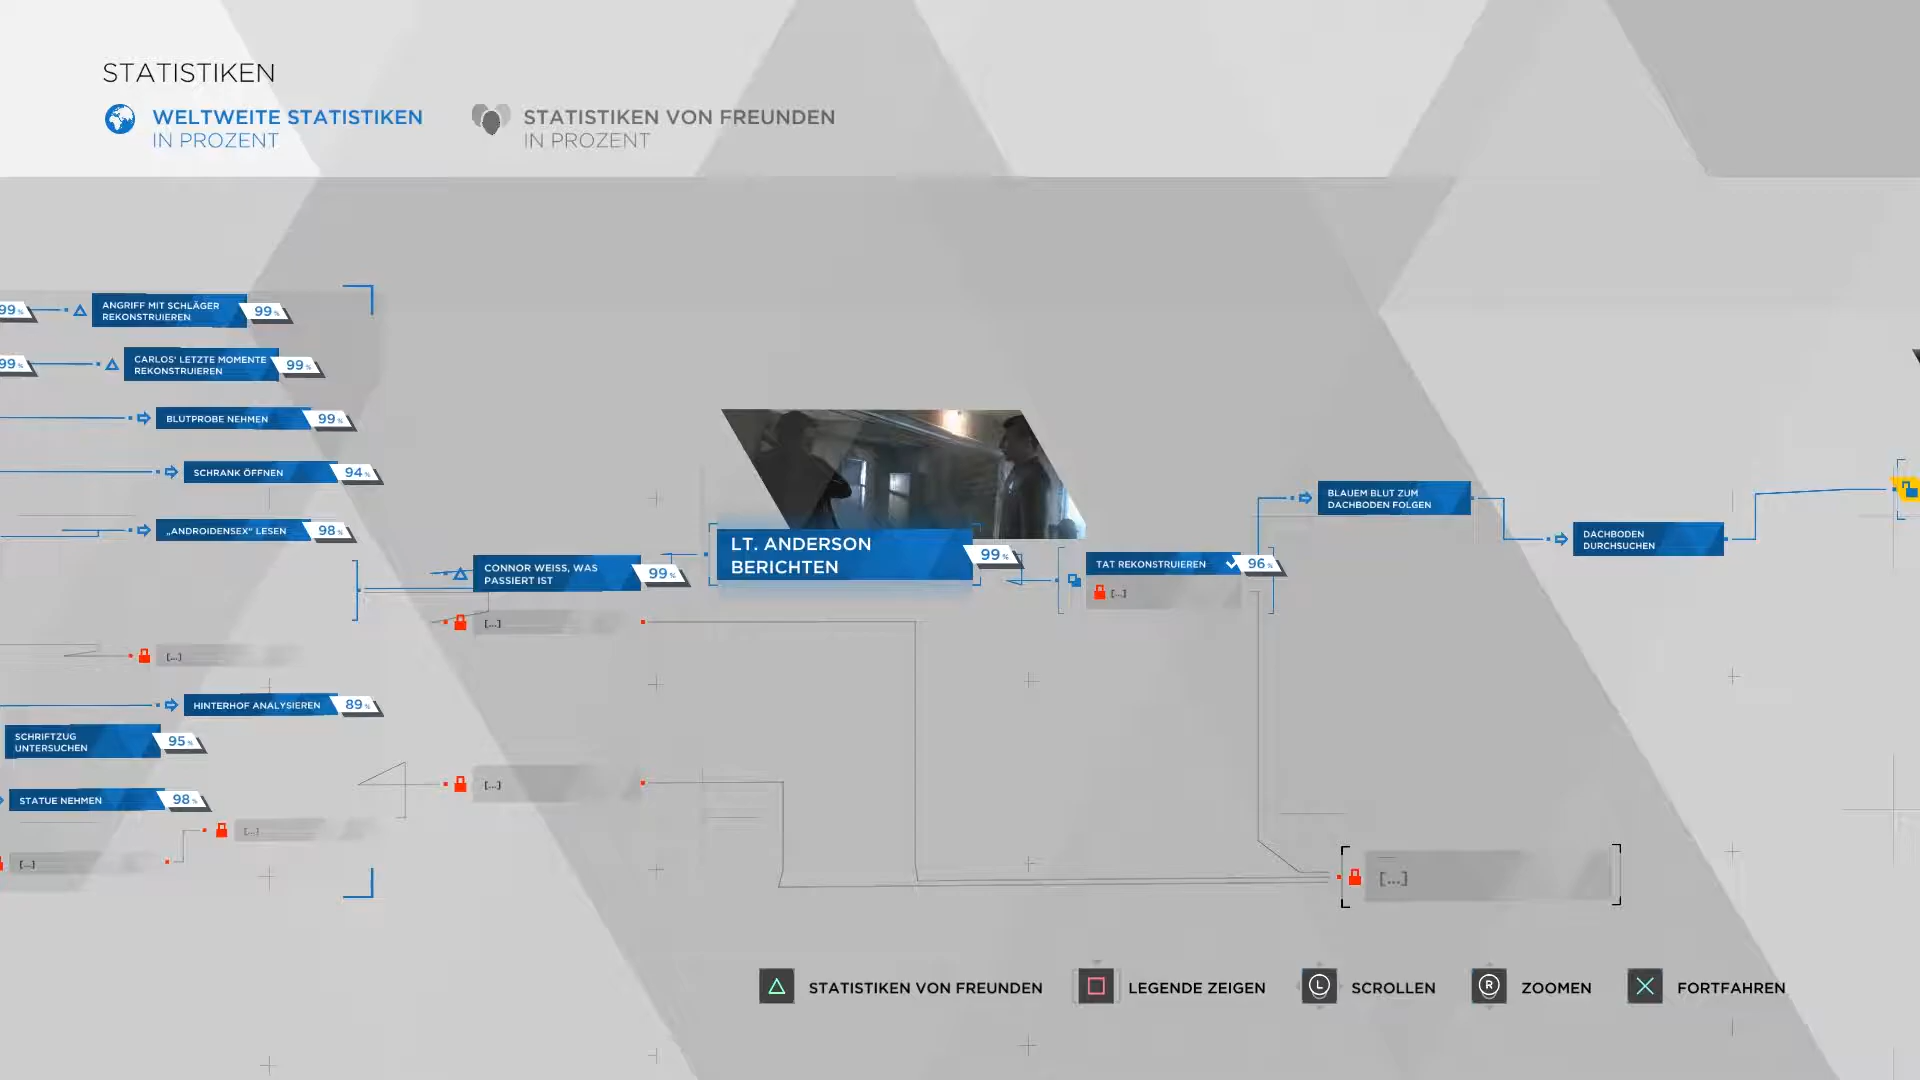 STATISTIKEN
WELTWEITE STATISTIKEN
IN PROZENT
STATISTIKEN VON FREUNDEN
IN PROZENT
99%
ANGRIFF MIT SCHLÄGER
REKONSTRUIEREN
99%
99%
CARLOS' LETZTE MOMENTE
REKONSTRUIEREN
99%
BLUTPROBE NEHMEN
99%
SCHRANK ÖFFNEN
94%
„ANDROIDENSEX“ LESEN
98%
[...]
HINTERHOF ANALYSIEREN
89%
SCHRIFTZUG
UNTERSUCHEN
95%
STATUE NEHMEN
98%
[...]
[...]
CONNOR WEISS, WAS
PASSIERT IST
99%
[...]
[...]
LT. ANDERSON
BERICHTEN
99%
TAT REKONSTRUIEREN
96%
[...]
BLAUEM BLUT ZUM
DACHBODEN FOLGEN
DACHBODEN
DURCHSUCHEN
[...]
STATISTIKEN VON FREUNDEN
LEGENDE ZEIGEN
L
SCROLLEN
R
ZOOMEN
FORTFAHREN